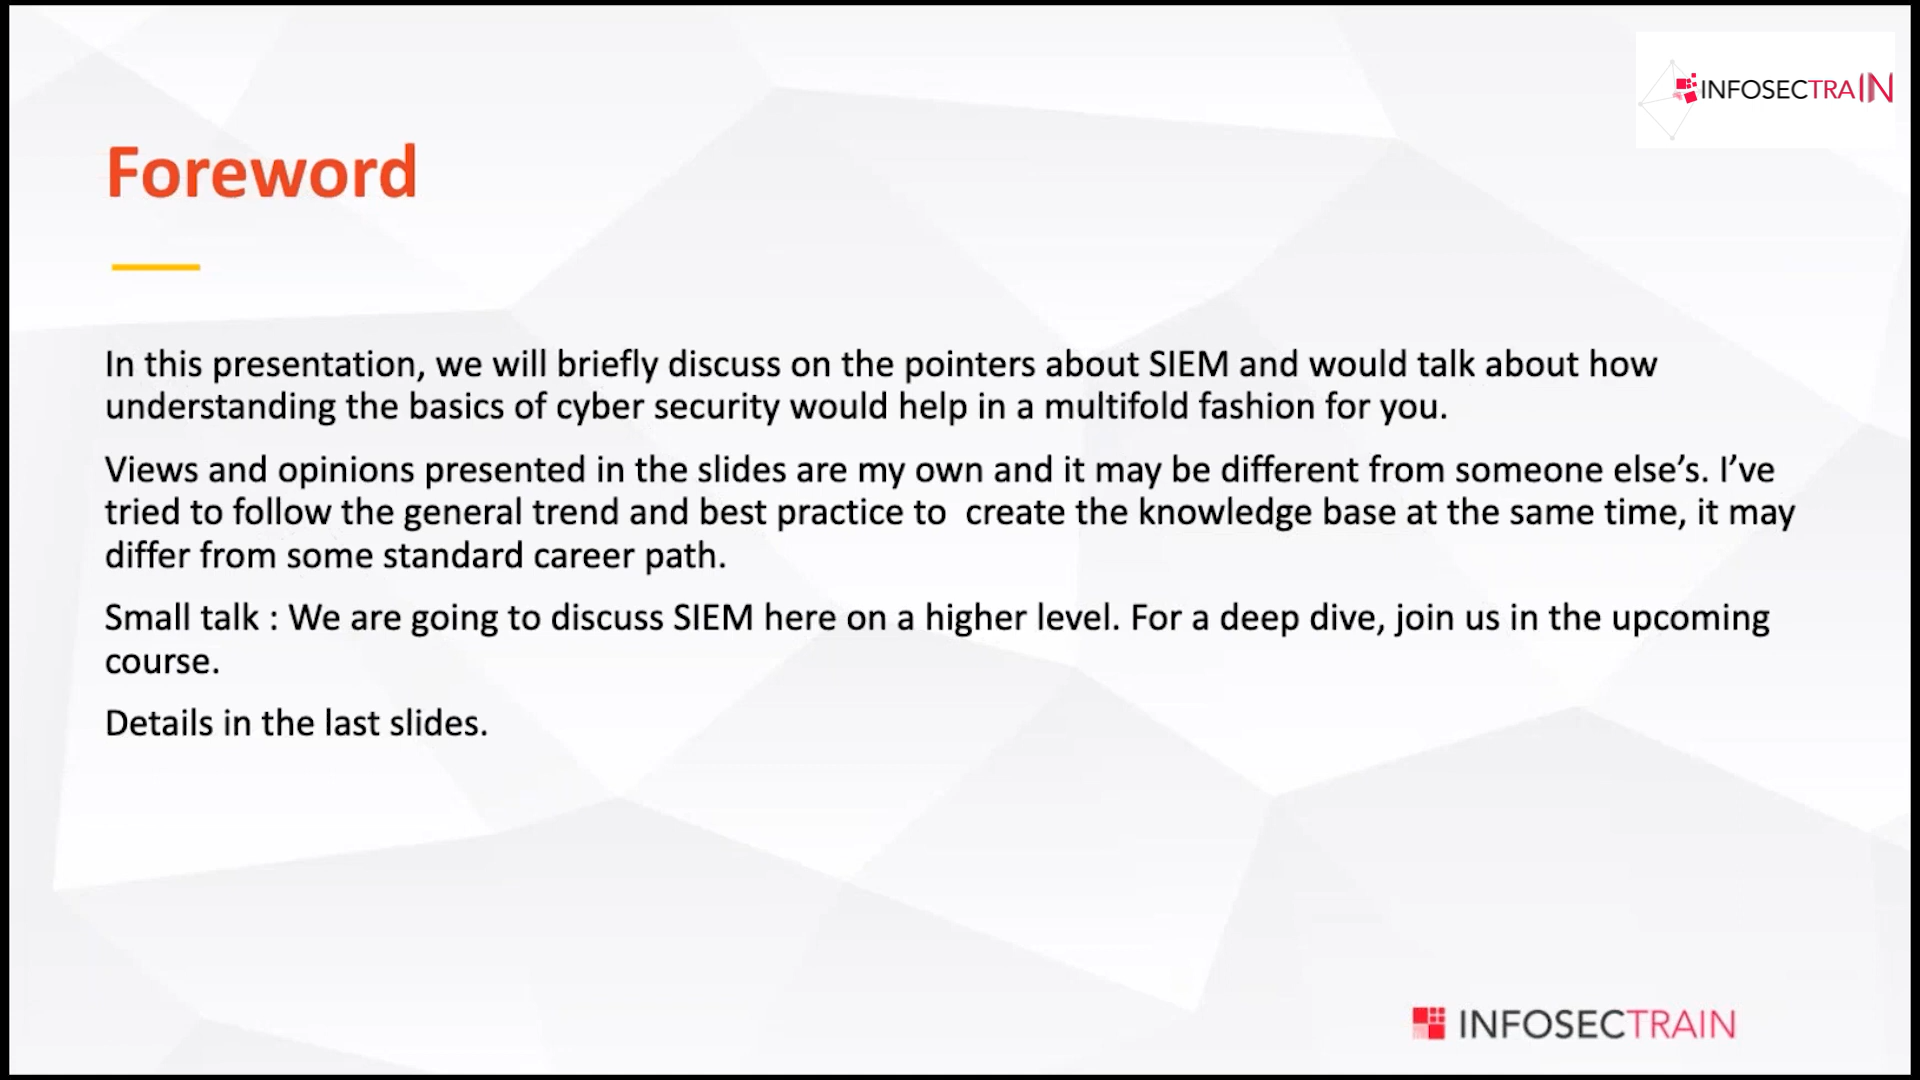 INFOSECTRAIN
Foreword
In this presentation, we will briefly discuss on the pointers about SIEM and would talk about how
understanding the basics of cyber security would help in a multifold fashion for you.
Views and opinions presented in the slides are my own and it may be different from someone else’s. I’ve
tried to follow the general trend and best practice to  create the knowledge base at the same time, it may
differ from some standard career path.
Small talk : We are going to discuss SIEM here on a higher level. For a deep dive, join us in the upcoming
course.
Details in the last slides.
INFOSECTRAIN